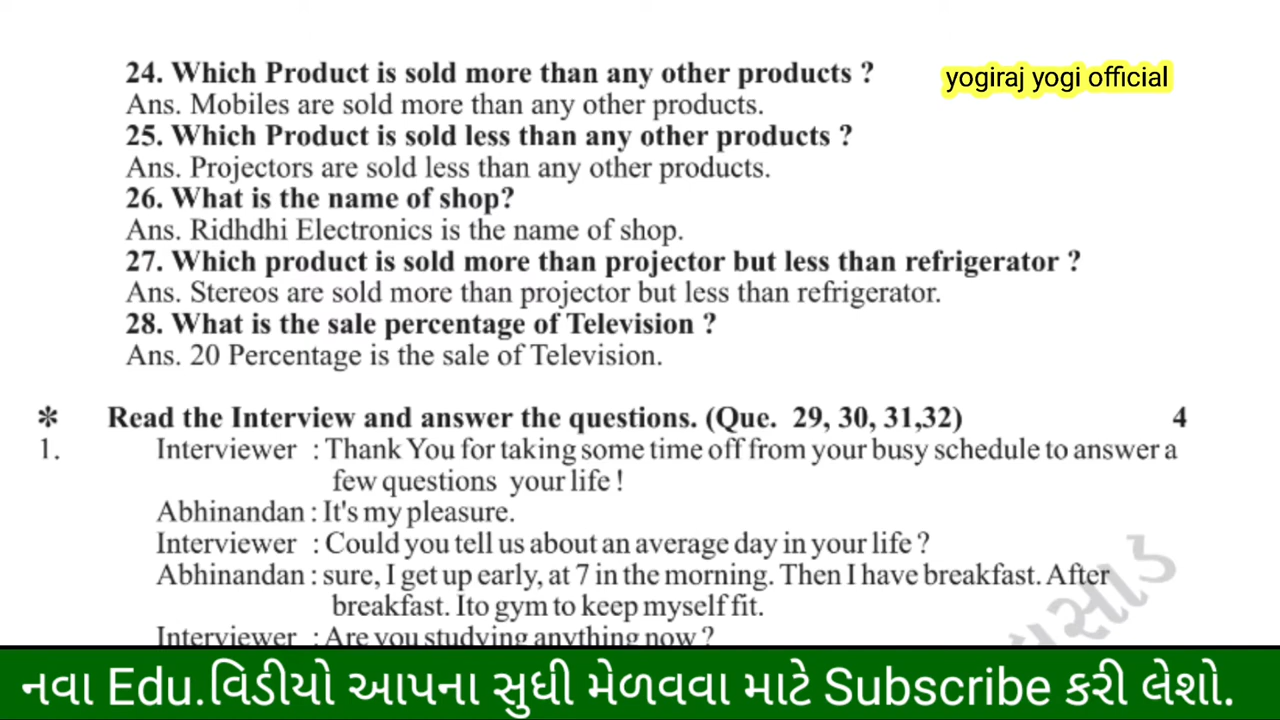 24. Which Product is sold more than any other products ?
yogiraj yogi official
Ans. Mobiles are sold more than any other products.
25. Which Product is sold less than any other products ?
Ans. Projectors are sold less than any other products.
26. What is the name of shop?
Ans. Ridhdhi Electronics is the name of shop.
27. Which product is sold more than projector but less than refrigerator ?
Ans. Stereos are sold more than projector but less than refrigerator.
28. What is the sale percentage of Television ?
Ans. 20 Percentage is the sale of Television.
* Read the Interview and answer the questions. (Que. 29, 30, 31,32) 4
1. Interviewer : Thank You for taking some time off from your busy schedule to answer a
few questions your life !
Abhinandan : It's my pleasure.
Interviewer : Could you tell us about an average day in your life ?
Abhinandan : sure, I get up early, at 7 in the morning. Then I have breakfast. After
breakfast. Ito gym to keep myself fit.
Interviewer : Are you studying anything now ?
નવા Edu.વિડીયો આપના સુધી મેળવવા માટે Subscribe કરી લેશો.